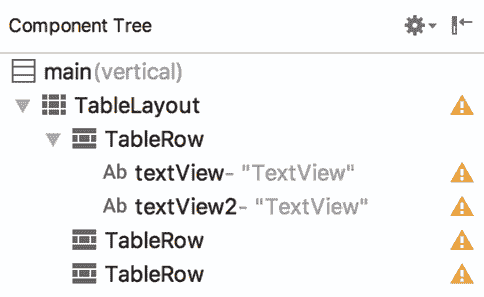 Component Tree
main (vertical)
TableLayout
TableRow
Ab textView- "TextView"
Ab textView2- "TextView"
TableRow
TableRow